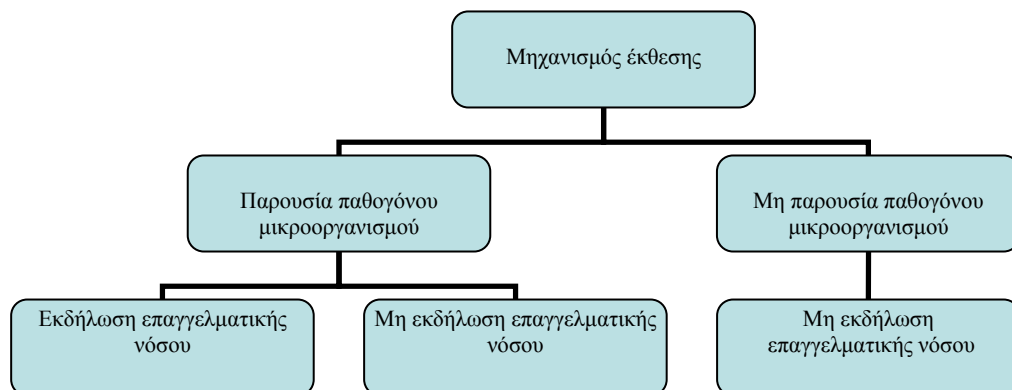 Μηχανισμός έκθεσης
Παρουσία παθογόνου
μικροοργανισμού
Μη παρουσία παθογόνου
μικροοργανισμού
Εκδήλωση επαγγελματικής
νόσου
Μη εκδήλωση επαγγελματικής
νόσου
Μη εκδήλωση
επαγγελματικής νόσου